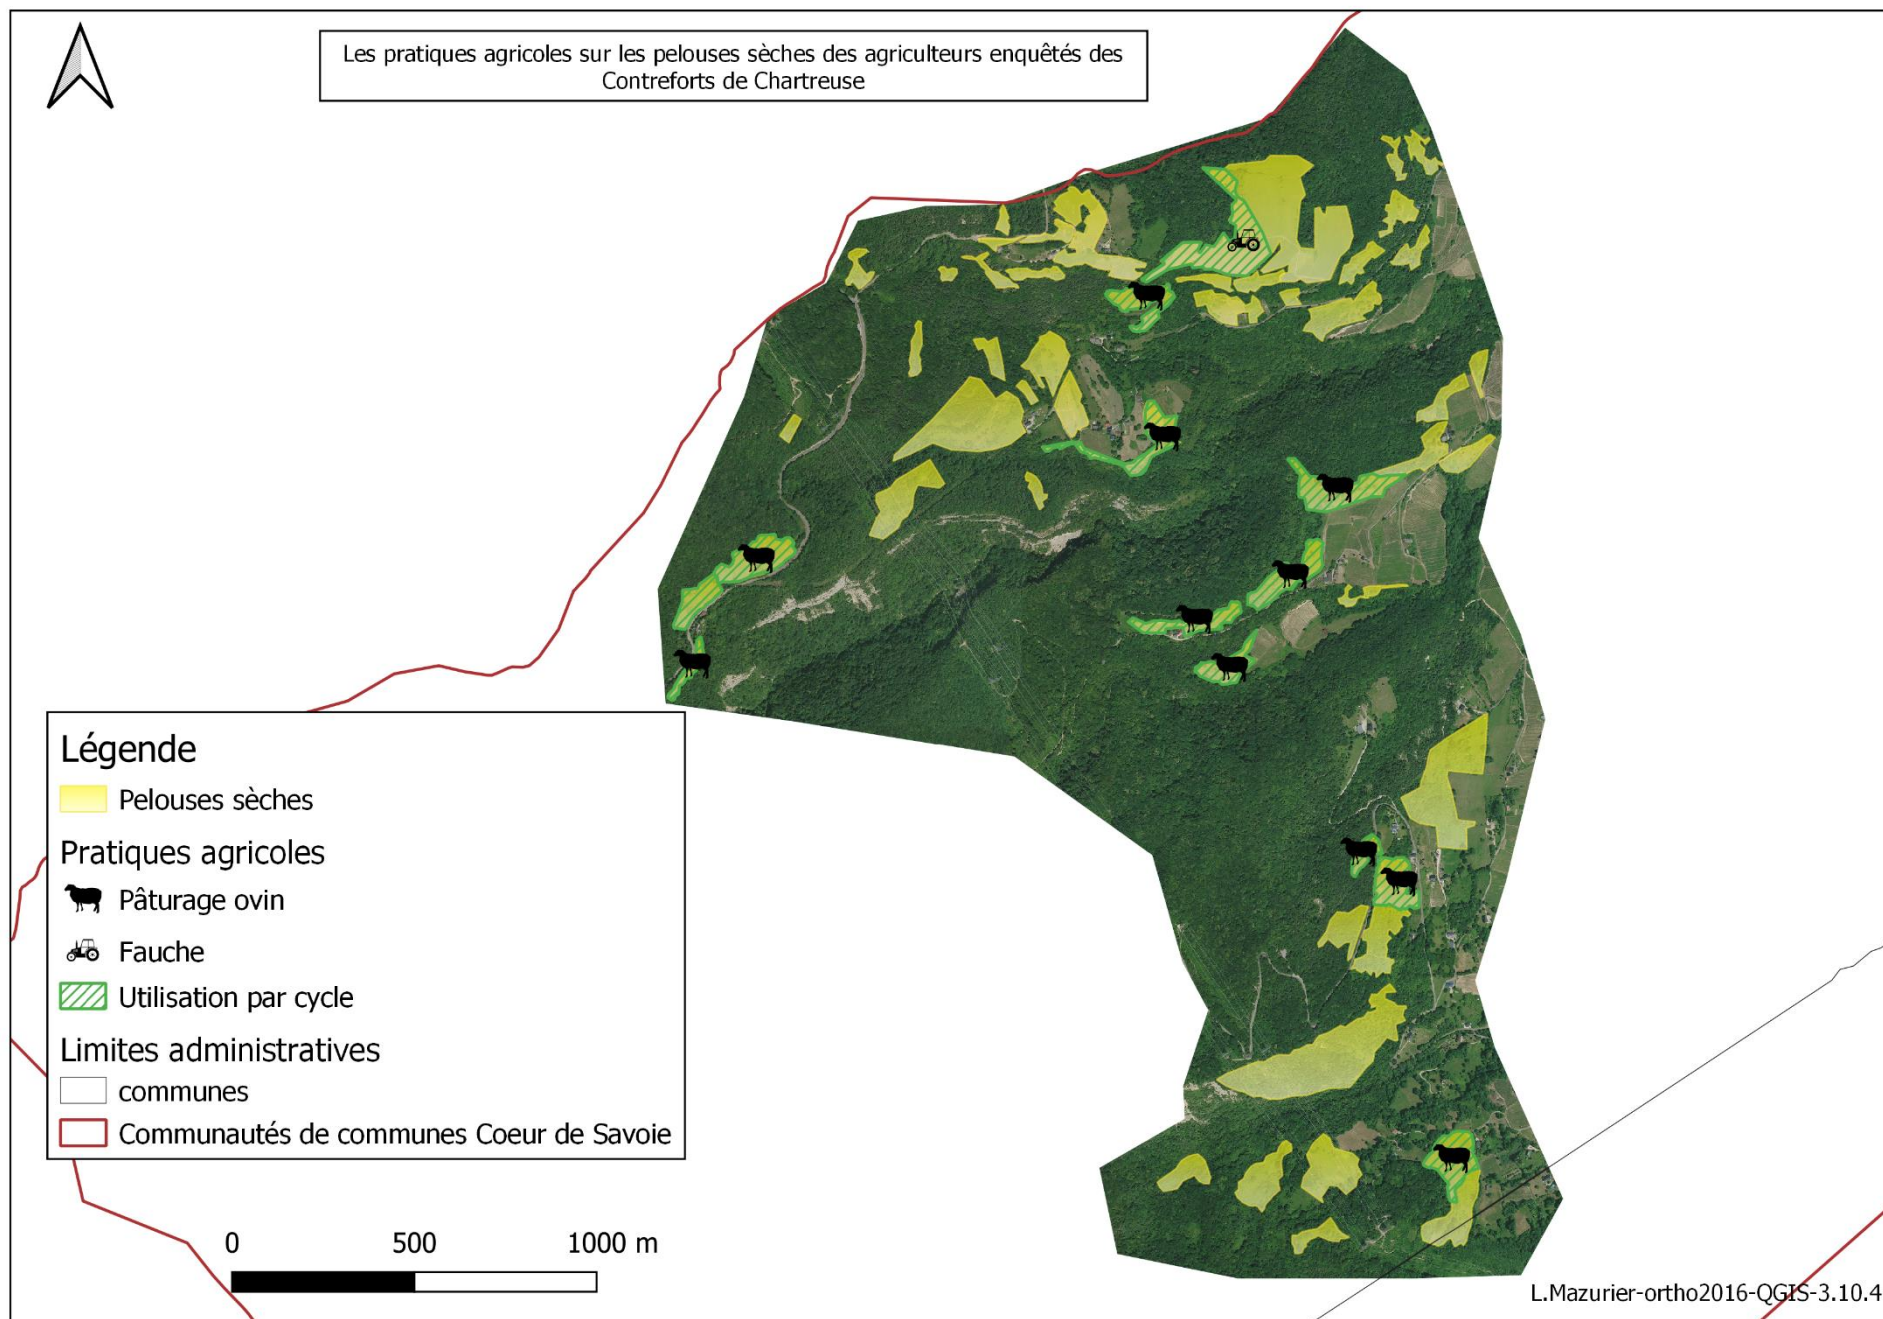 Les pratiques agricoles sur les pelouses sèches des agriculteurs enquêtés des
Contreforts de Chartreuse
Légende
Pelouses sèches
Pratiques agricoles
Pâturage ovin
Fauche
Utilisation par cycle
Limites administratives
communes
Communautés de communes Coeur de Savoie
0 500 1000 m
L.Mazurier-ortho2016-QGIS-3.10.4